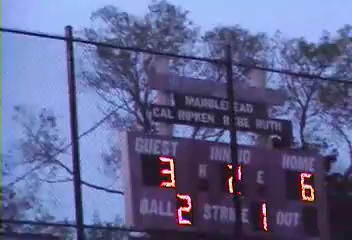 MARBLEHEAD
CAL RIPKEN BABE RUTH
GUEST INNING HOME
3 H 7 E 6
BALL 2 STRIKE 1 OUT